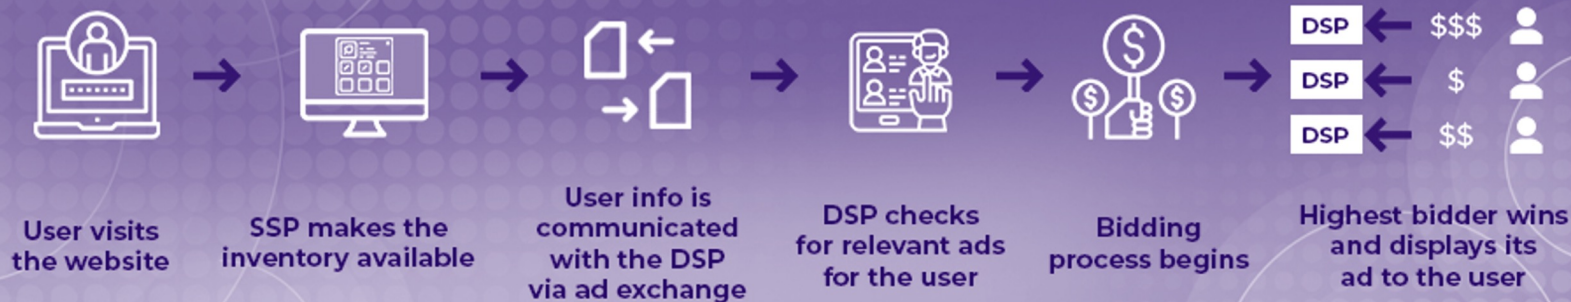 User visits
the website
SSP makes the
inventory available
User info is
communicated
with the DSP
via ad exchange
DSP checks
for relevant ads
for the user
$
$
$
Bidding
process begins
DSP $$$
DSP $
DSP $$
Highest bidder wins
and displays its
ad to the user